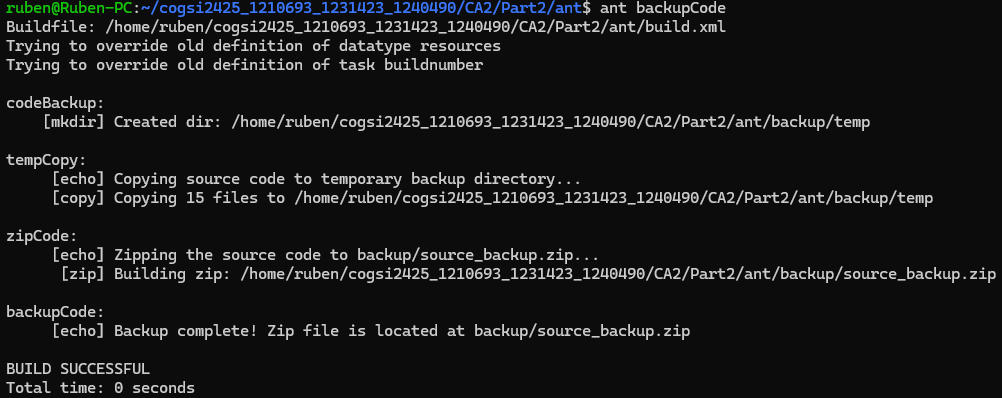 ruben@Ruben-PC:~/cogsi2425_1210693_1231423_1240490/CA2/Part2/ant$ ant backupCode
Buildfile: /home/ruben/cogsi2425_1210693_1231423_1240490/CA2/Part2/ant/build.xml
Trying to override old definition of datatype resources
Trying to override old definition of task buildnumber

codeBackup:
    [mkdir] Created dir: /home/ruben/cogsi2425_1210693_1231423_1240490/CA2/Part2/ant/backup/temp

tempCopy:
     [echo] Copying source code to temporary backup directory...
     [copy] Copying 15 files to /home/ruben/cogsi2425_1210693_1231423_1240490/CA2/Part2/ant/backup/temp

zipCode:
     [echo] Zipping the source code to backup/source_backup.zip...
      [zip] Building zip: /home/ruben/cogsi2425_1210693_1231423_1240490/CA2/Part2/ant/backup/source_backup.zip

backupCode:
     [echo] Backup complete! Zip file is located at backup/source_backup.zip

BUILD SUCCESSFUL
Total time: 0 seconds